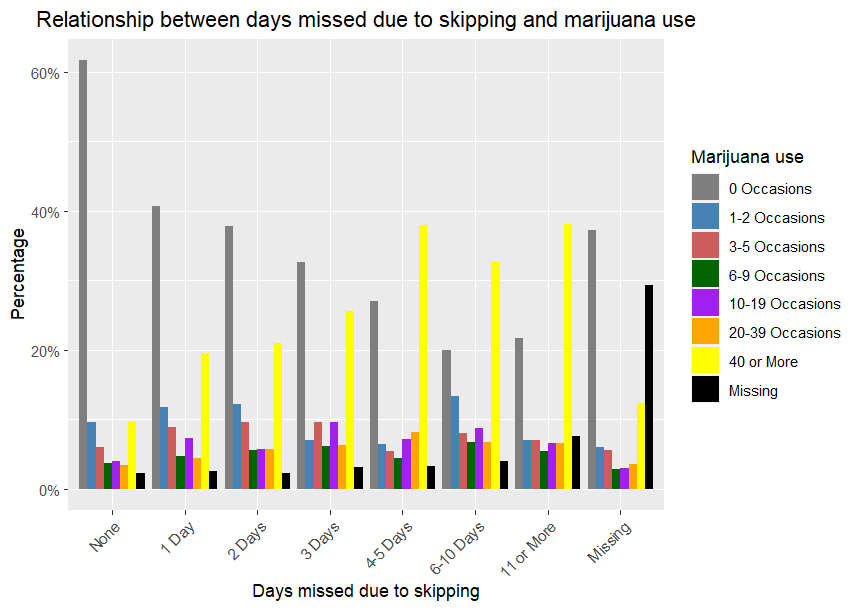 Relationship between days missed due to skipping and marijuana use
Percentage
60%
40%
20%
0%
None
1 Day
2 Days
3 Days
4-5 Days
6-10 Days
11 or More
Missing
Days missed due to skipping
Marijuana use
0 Occasions
1-2 Occasions
3-5 Occasions
6-9 Occasions
10-19 Occasions
20-39 Occasions
40 or More
Missing